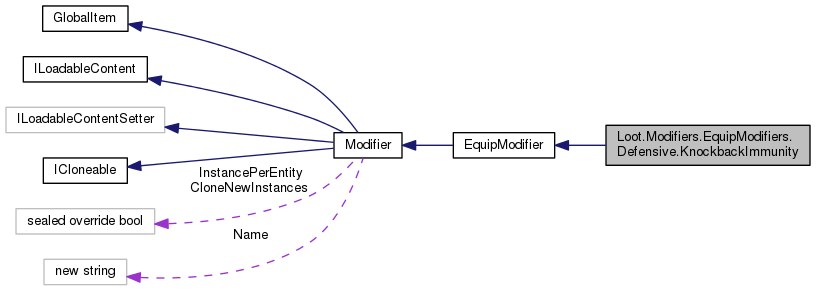 GlobalItem
ILoadableContent
ILoadableContentSetter
ICloneable
Modifier
EquipModifier
Loot.Modifiers.EquipModifiers.
Defensive.KnockbackImmunity
InstancePerEntity
CloneNewInstances
sealed override bool
Name
new string